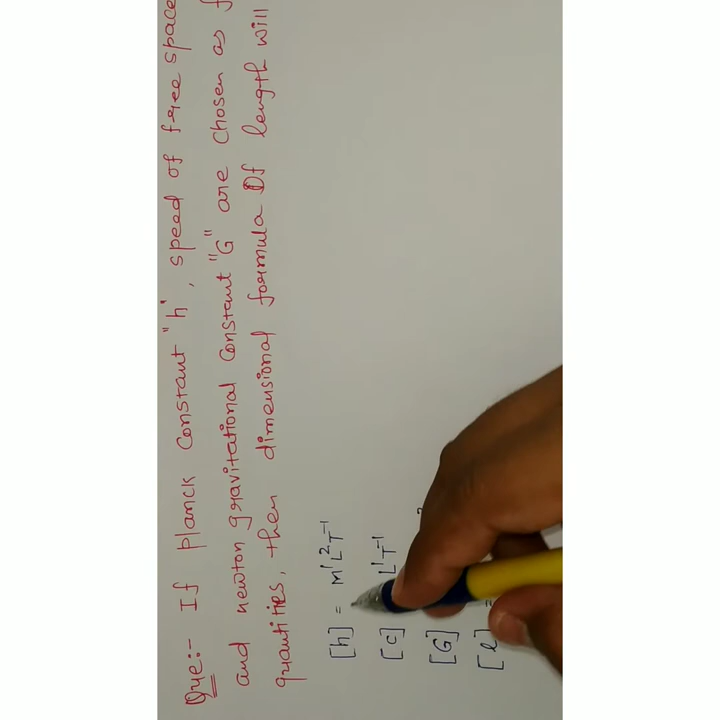 Que:- If planck constant "h", speed of free space
and newton gravitational constant "G" are chosen as
quantities, then dimensional formula of length will
[h] = M¹L²T⁻¹
[c] L¹T⁻¹
[G]
[l] =